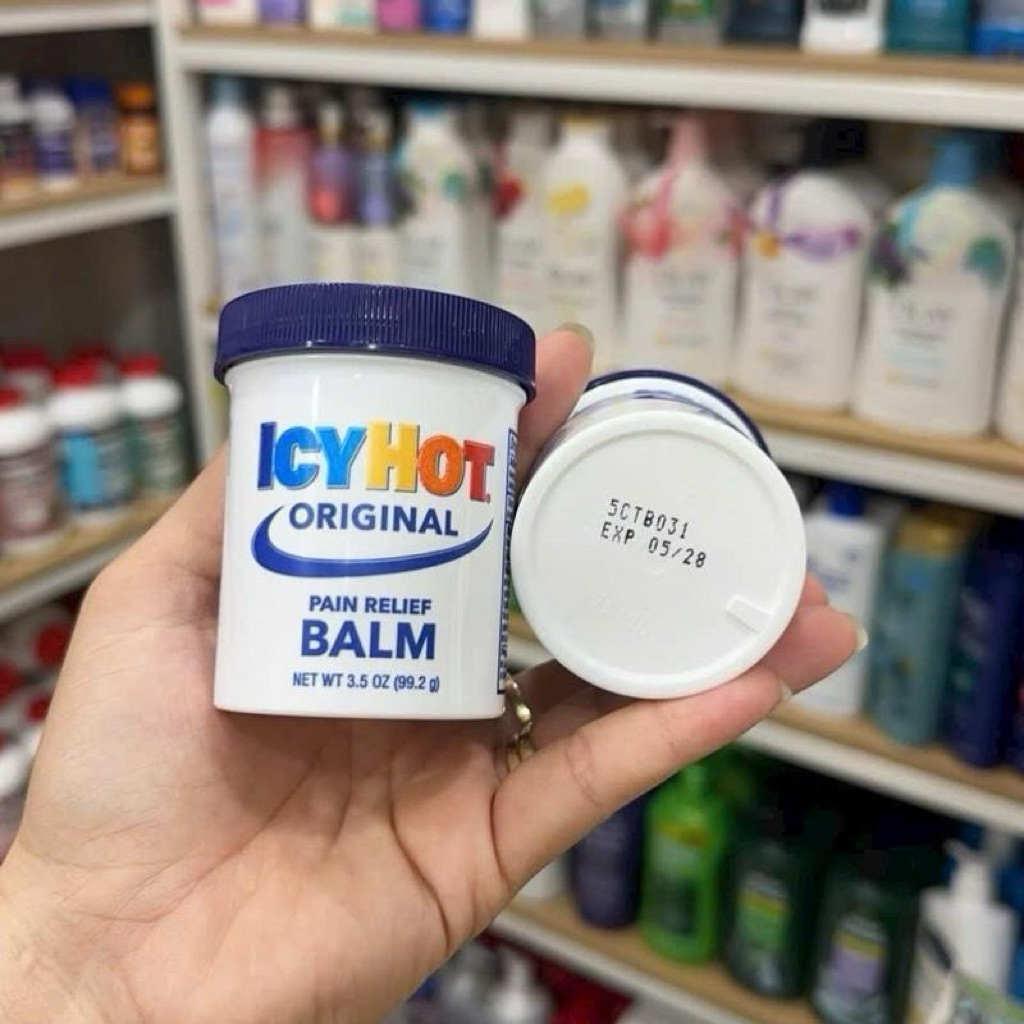 ICY HOT
ORIGINAL
PAIN RELIEF
BALM
NET WT 3.5 OZ (99.2 g)
5CTB031
EXP 05/28